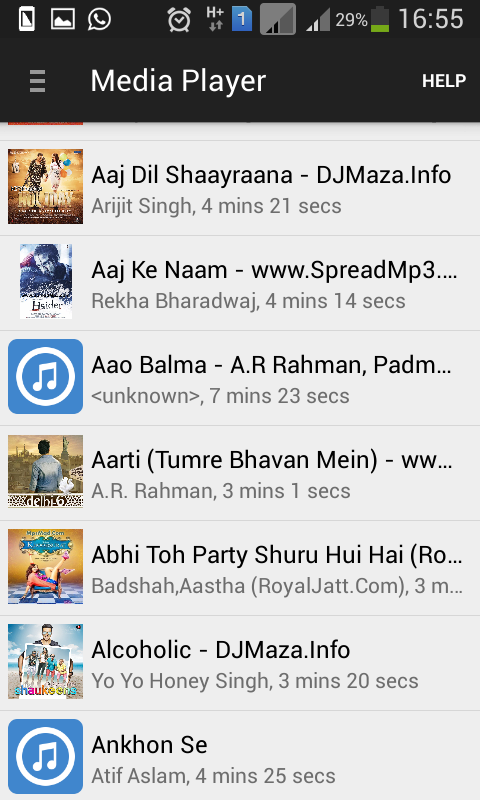 H+ 1 29% 16:55
Media Player HELP
Aaj Dil Shaayraana - DJMaza.Info
Arijit Singh, 4 mins 21 secs
Aaj Ke Naam - www.SpreadMp3....
Rekha Bharadwaj, 4 mins 14 secs
Aao Balma - A.R Rahman, Padm...
<unknown>, 7 mins 23 secs
Aarti (Tumre Bhavan Mein) - ww...
A.R. Rahman, 3 mins 1 secs
delhi-6
Abhi Toh Party Shuru Hui Hai (Ro...
Badshah,Aastha (RoyalJatt.Com), 3 m...
Alcoholic - DJMaza.Info
Yo Yo Honey Singh, 3 mins 20 secs
shaukeens
Ankhon Se
Atif Aslam, 4 mins 25 secs